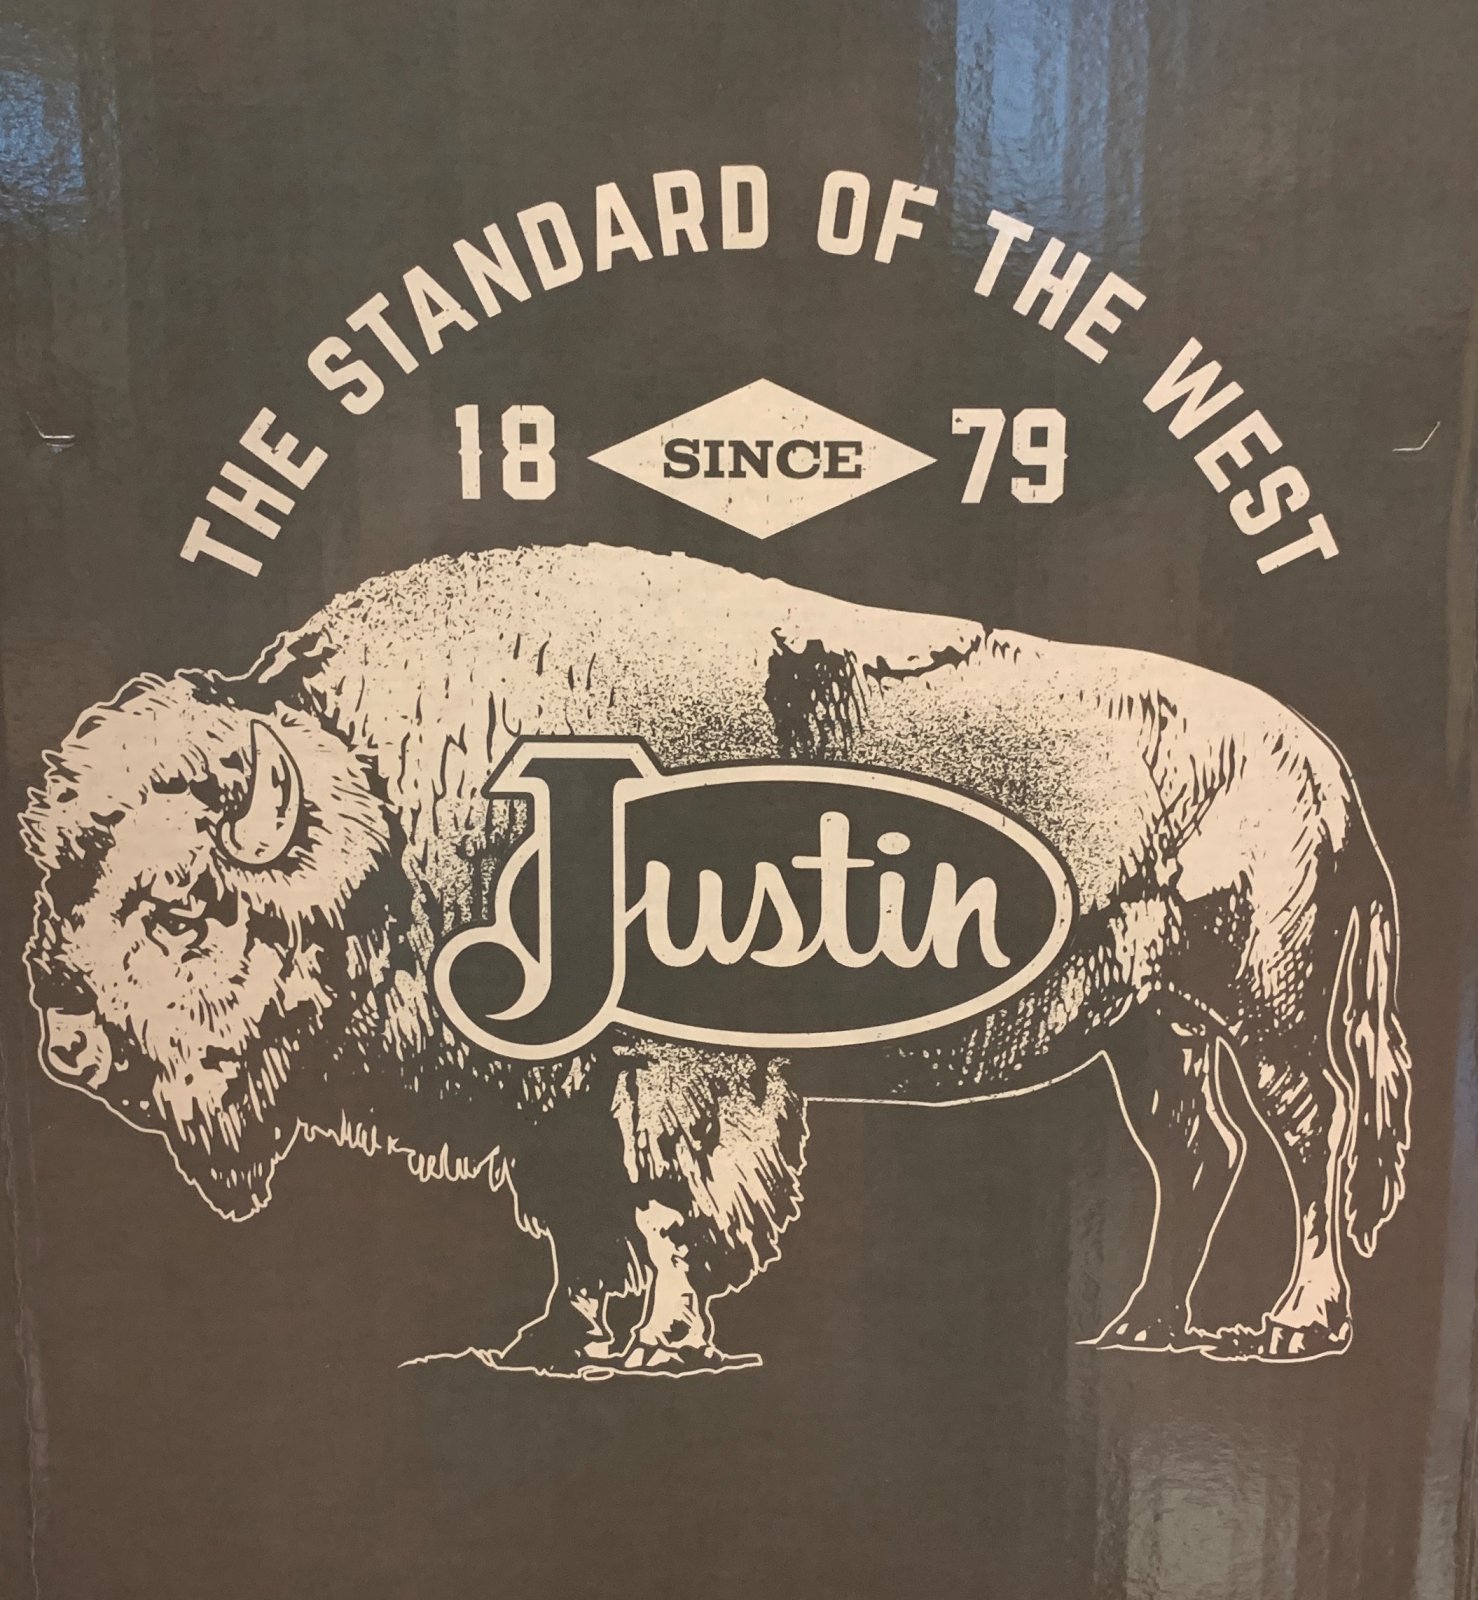 THE STANDARD OF THE WEST
18 SINCE 79
Justin